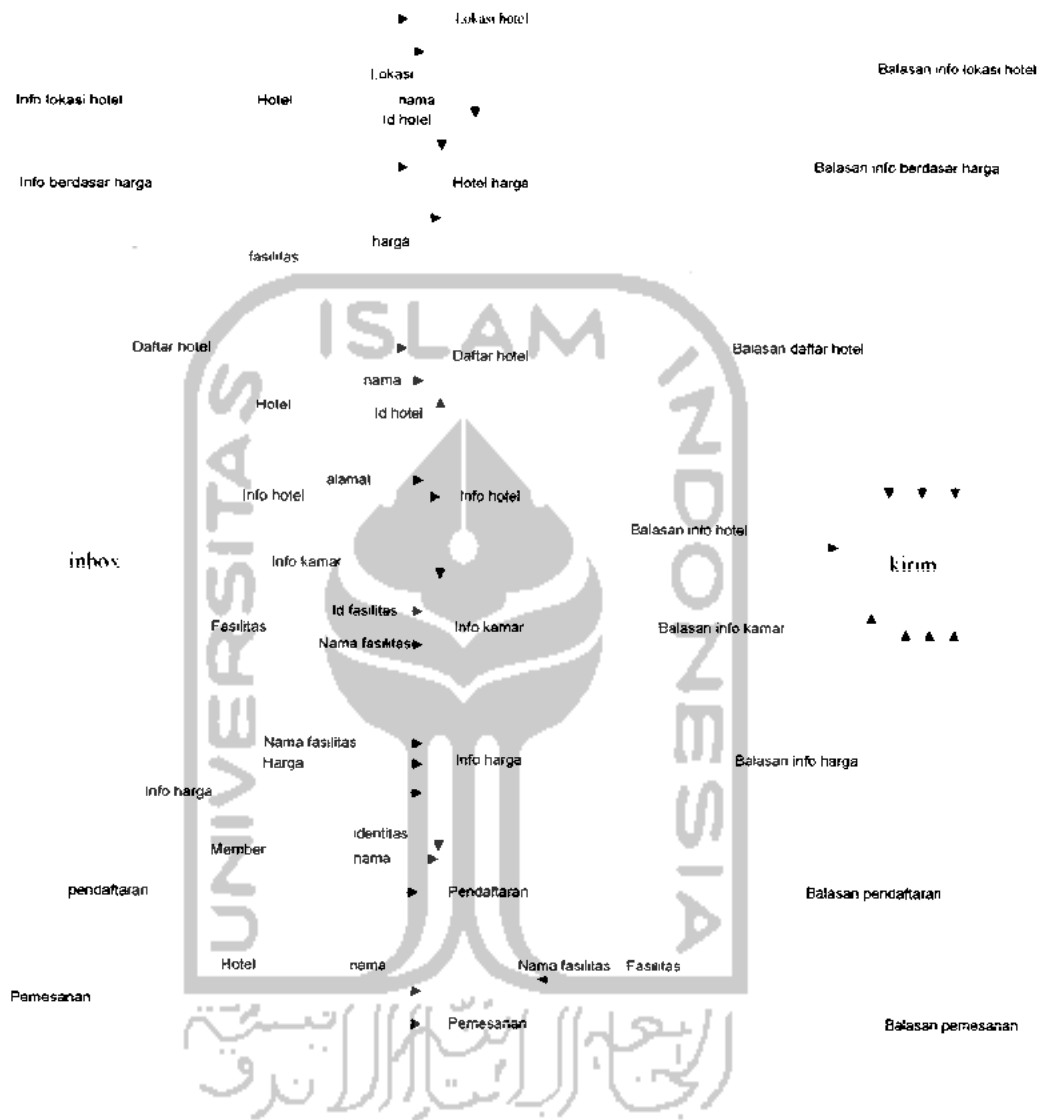 Lokasi hotel
Lokasi
Balasan info lokasi hotel
Info lokasi hotel
Hotel
nama
Id hotel
Info berdasar harga
Hotel harga
Balasan info berdasar harga
harga
fasilitas
ISLAM
Daftar hotel
Daftar hotel
Balasan daftar hotel
nama
Hotel
Id hotel
UNIVERSITAS
INDONESIA
alamat
Info hotel
Info hotel
Balasan info hotel
inbox
Info kamar
kirim
Id fasilitas
Fasilitas
Info kamar
Balasan info kamar
Nama fasilitas
Nama fasilitas
Harga
Info harga
Balasan info harga
Info harga
identitas
Member
nama
pendaftaran
Pendaftaran
Balasan pendaftaran
Hotel
nama
Nama fasilitas
Fasilitas
Pemesanan
Pemesanan
Balasan pemesanan